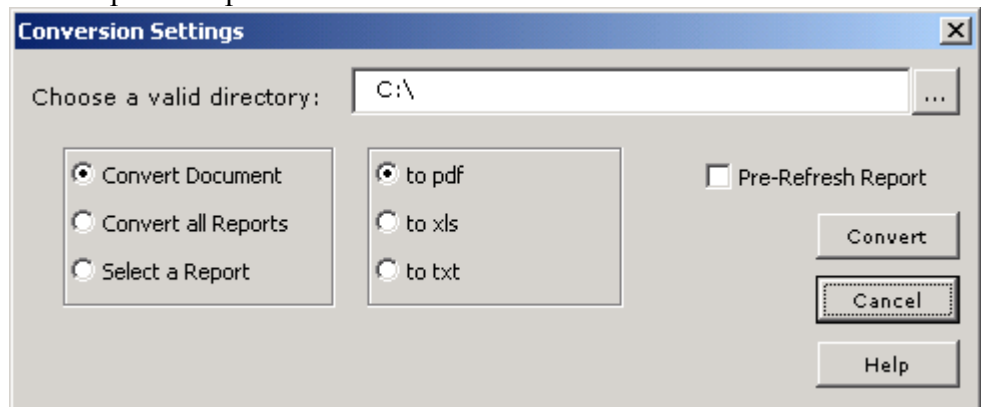 Conversion Settings
Choose a valid directory:
C:\
...
Convert Document
Convert all Reports
Select a Report
to pdf
to xls
to txt
Pre-Refresh Report
Convert
Cancel
Help